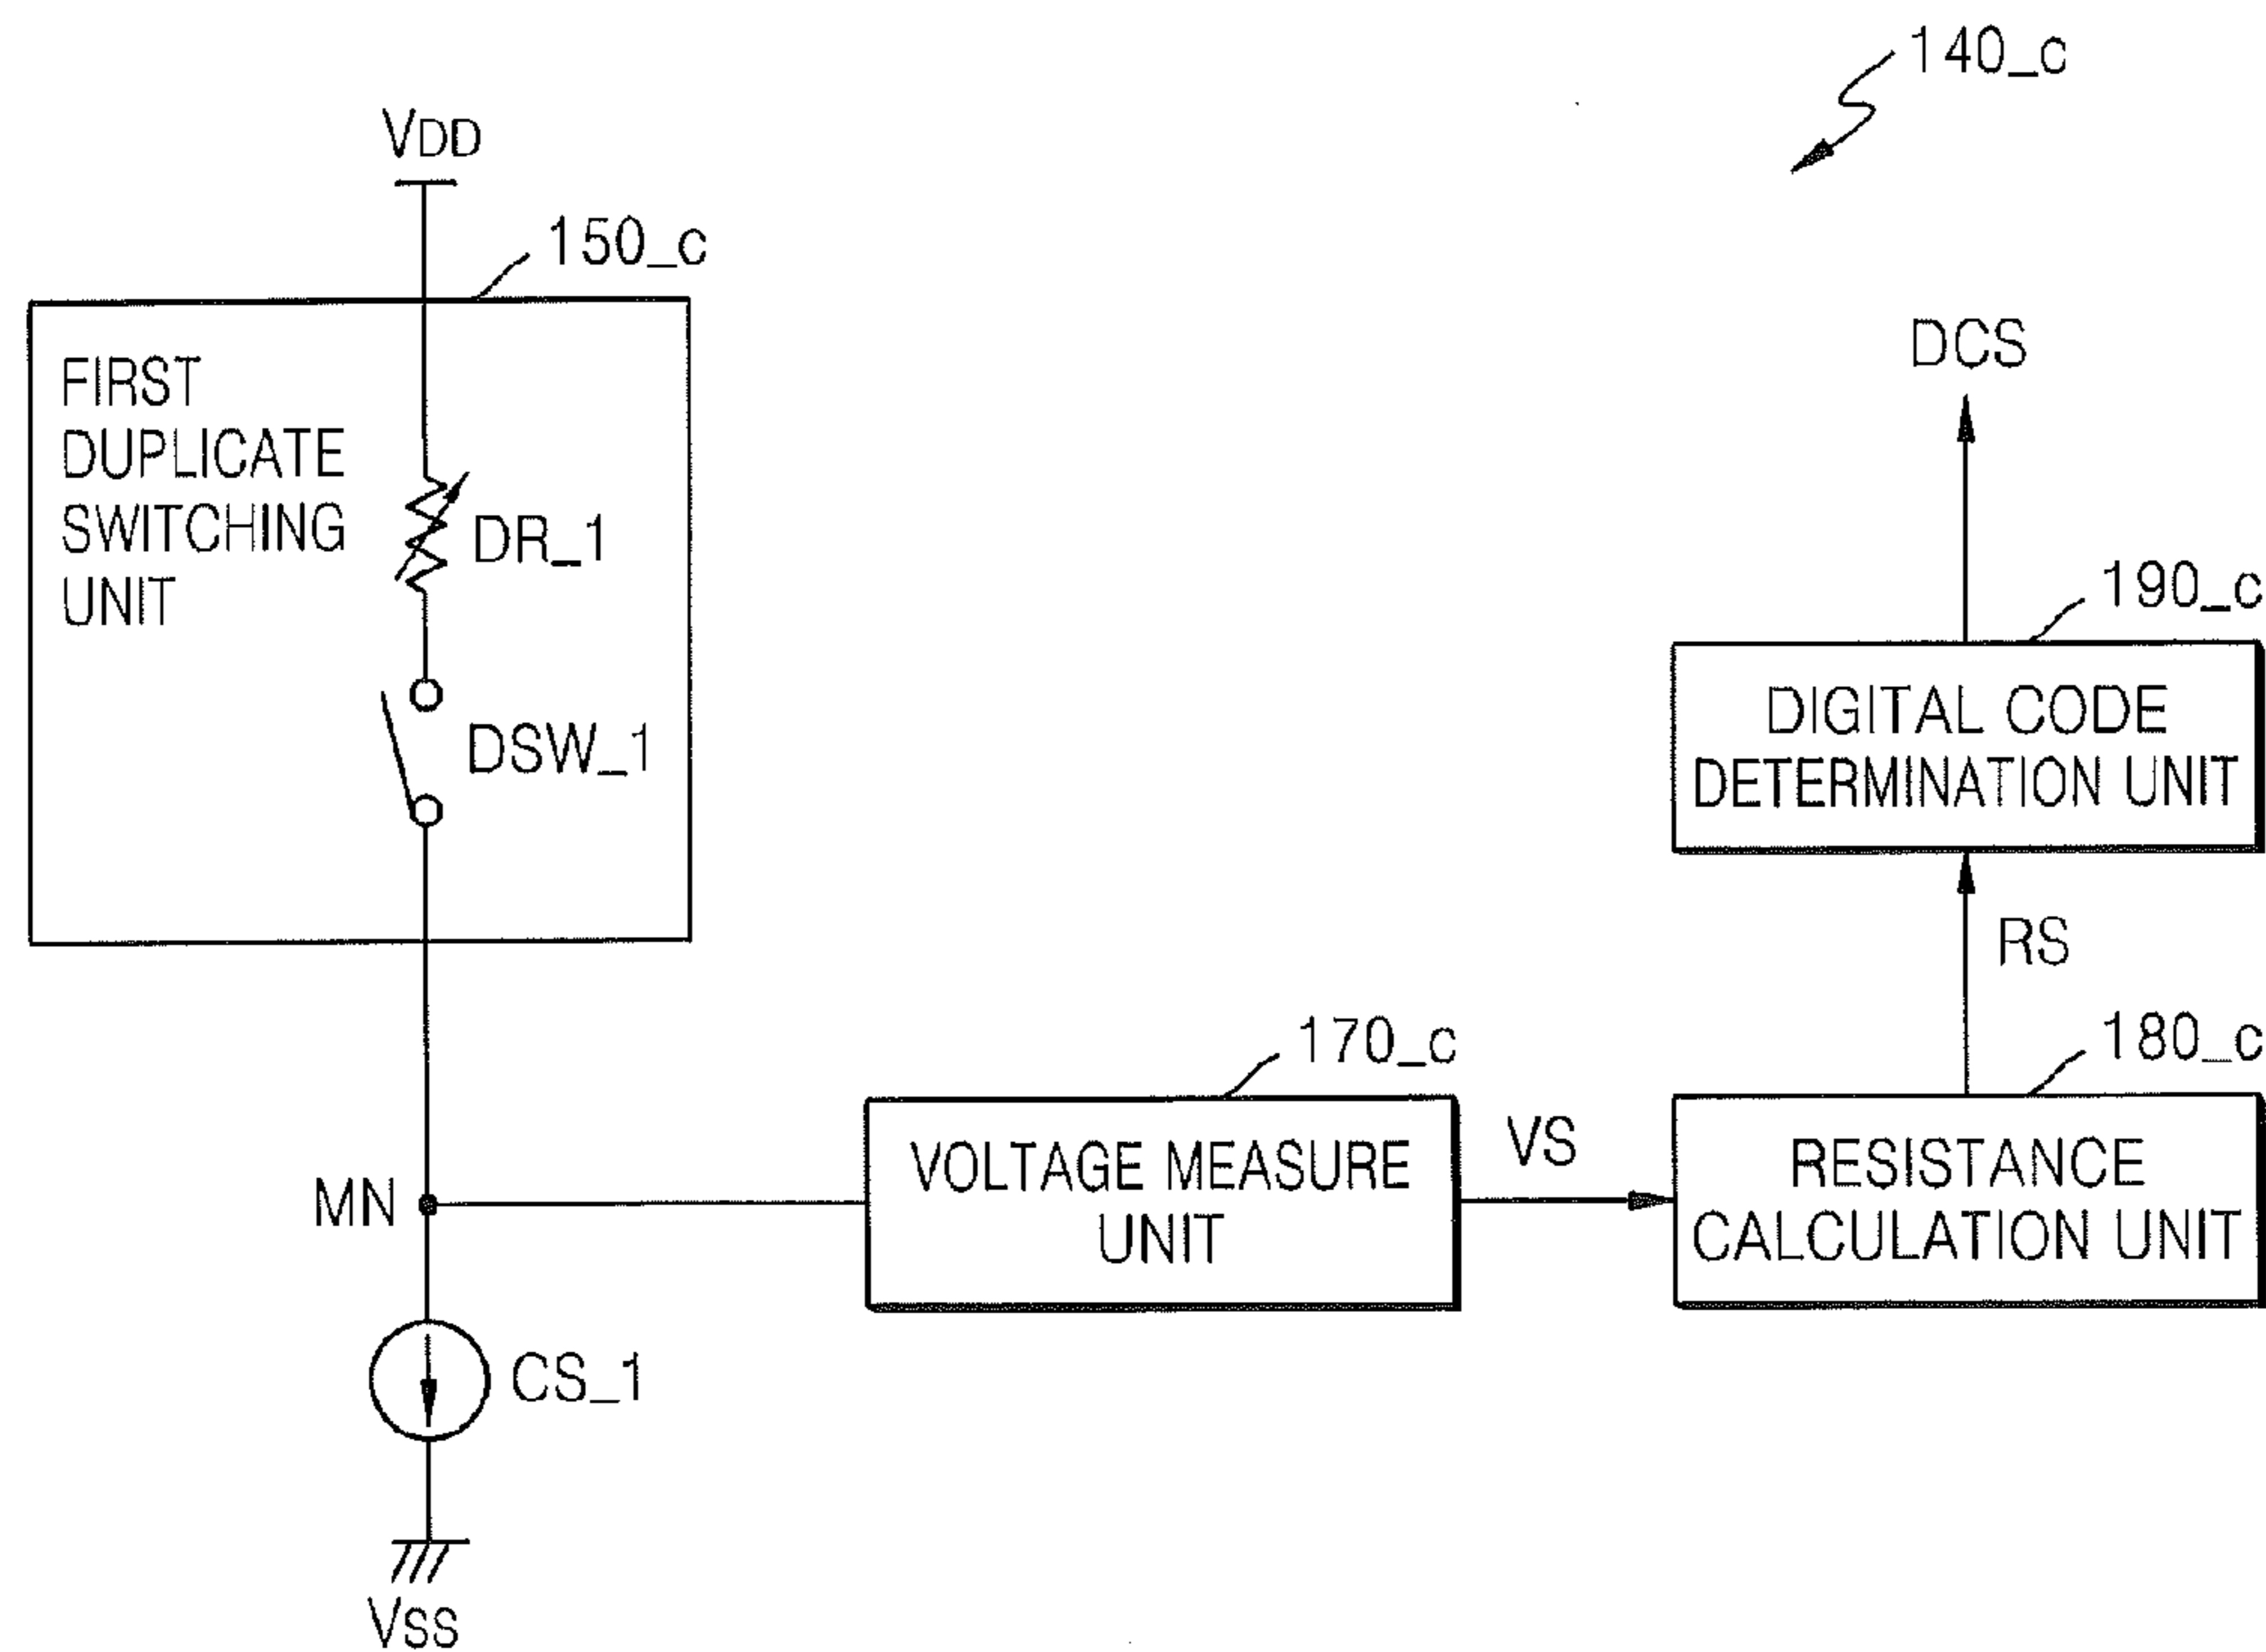 140_c
VDD
150_c
FIRST
DUPLICATE
SWITCHING
UNIT
DR_1
DSW_1
DCS
190_c
DIGITAL CODE
DETERMINATION UNIT
RS
180_c
RESISTANCE
CALCULATION UNIT
170_c
VOLTAGE MEASURE
UNIT
VS
MN
CS_1
VSS